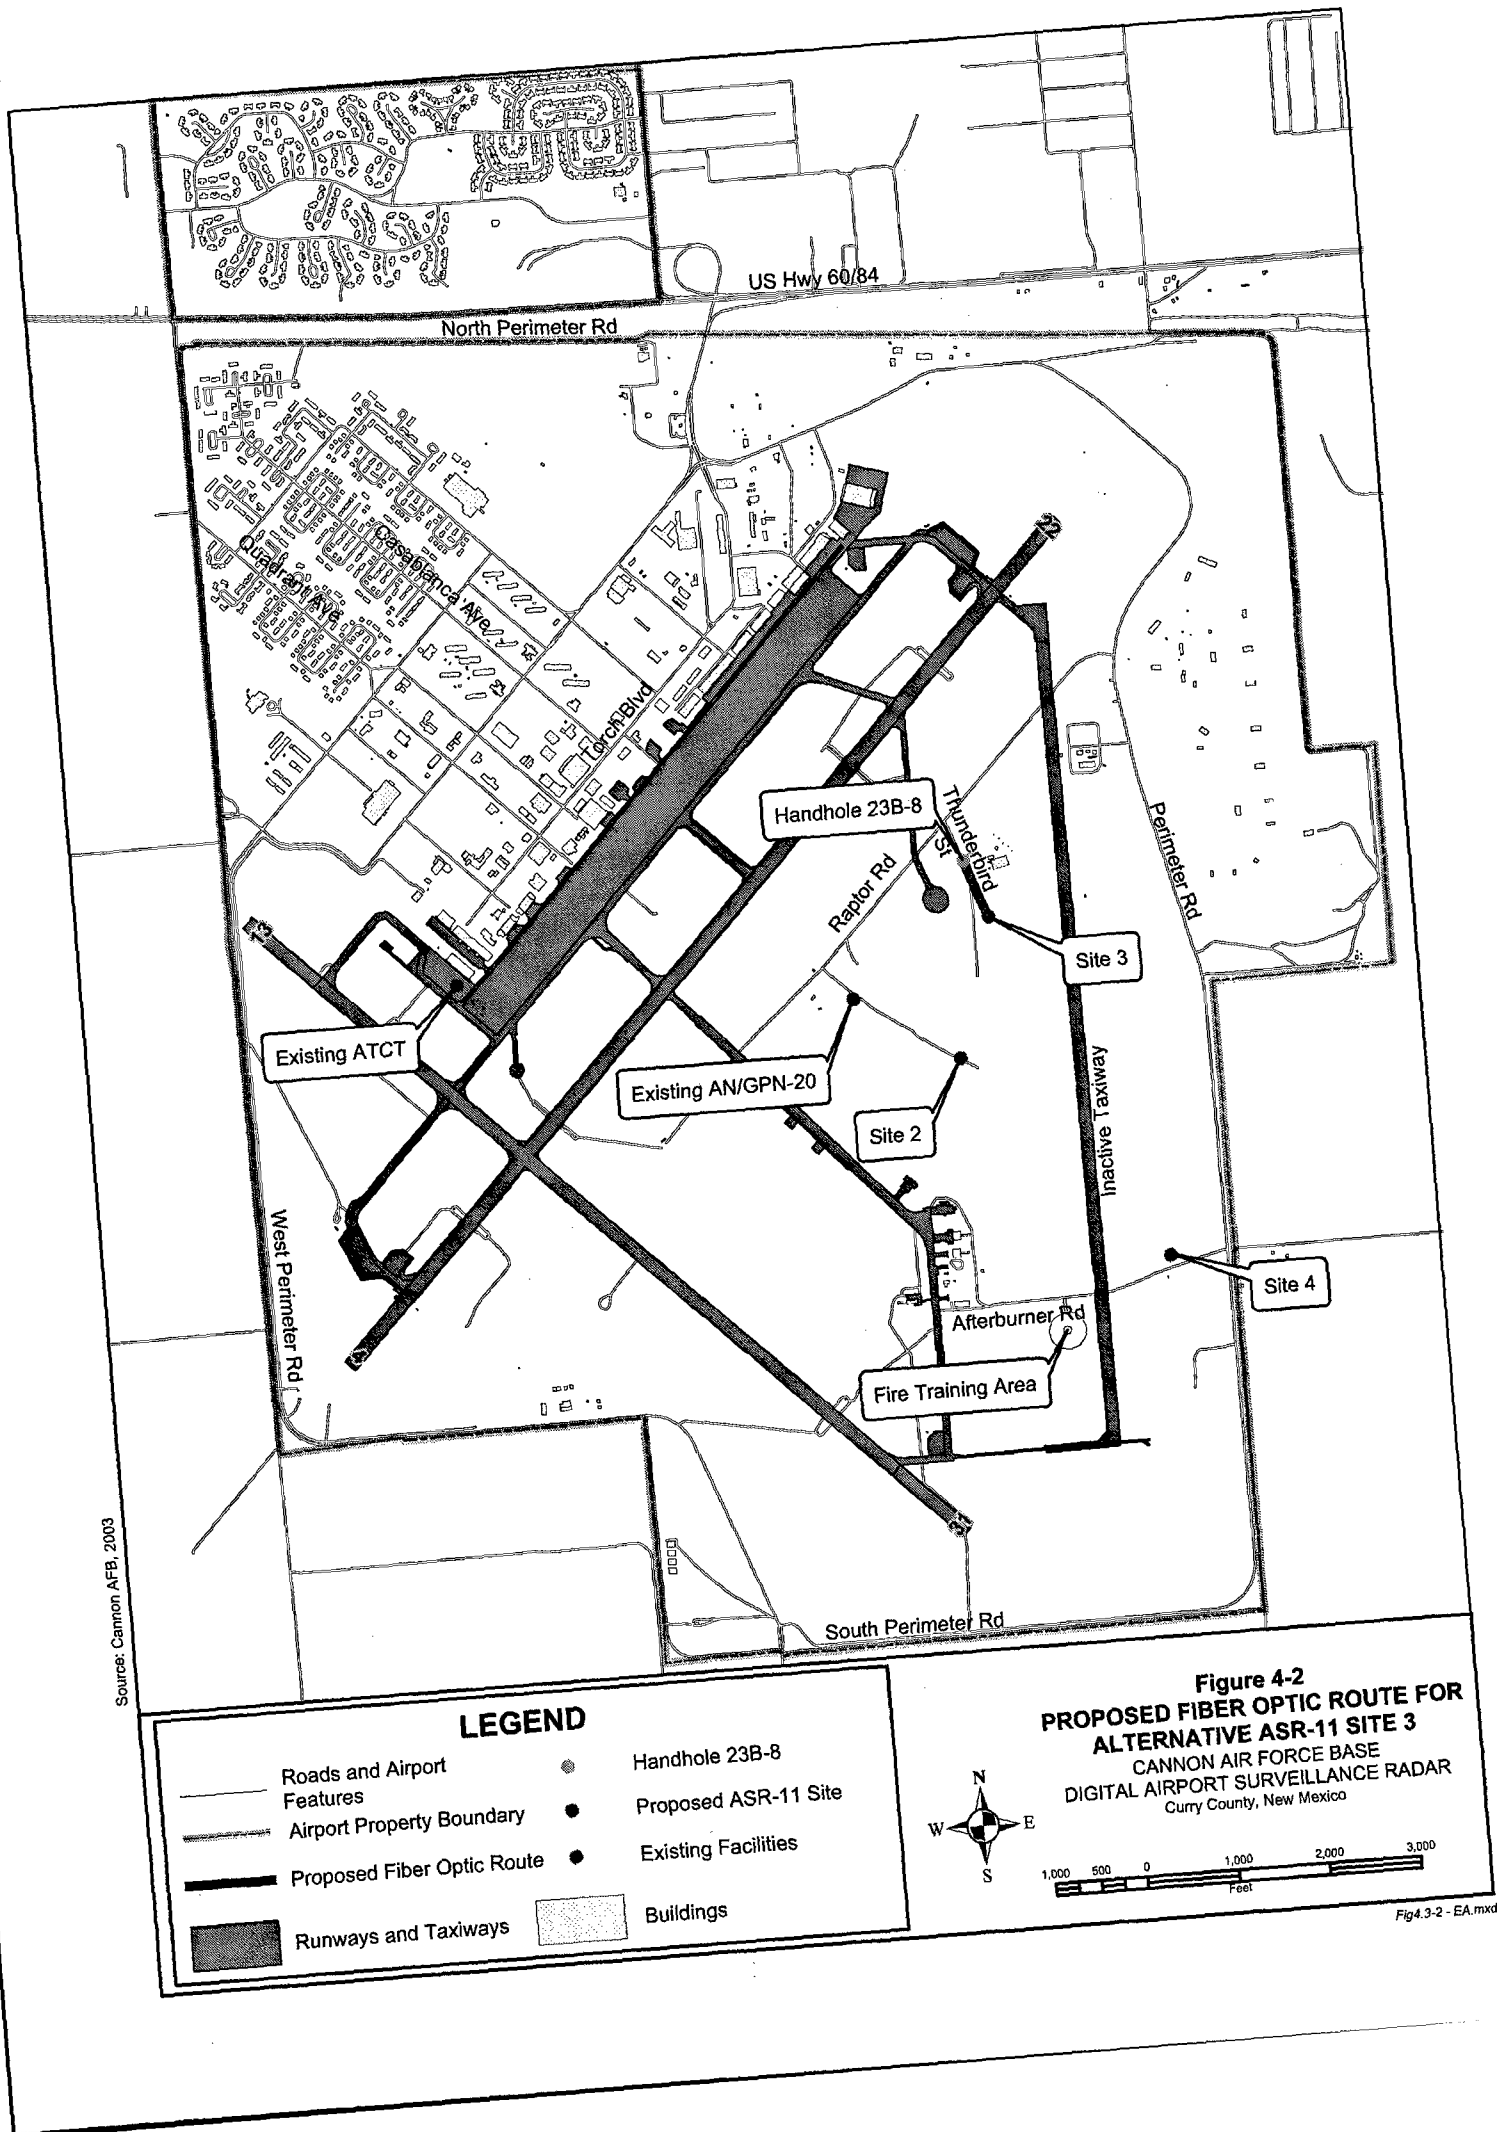 US Hwy 60/84
North Perimeter Rd
22
Casablanca Ave
Quadrant Ave
Torch Blvd
Handhole 23B-8
Thunderbird
St
Perimeter Rd
Raptor Rd
13
Site 3
Existing ATCT
Existing AN/GPN-20
Site 2
Inactive Taxiway
West Perimeter Rd
Site 4
Afterburner Rd
4
Fire Training Area
31
South Perimeter Rd
Source: Cannon AFB, 2003
LEGEND
Roads and Airport
Features
Airport Property Boundary
Proposed Fiber Optic Route
Runways and Taxiways
Handhole 23B-8
Proposed ASR-11 Site
Existing Facilities
Buildings
Figure 4-2
PROPOSED FIBER OPTIC ROUTE FOR
ALTERNATIVE ASR-11 SITE 3
CANNON AIR FORCE BASE
DIGITAL AIRPORT SURVEILLANCE RADAR
Curry County, New Mexico
N
W E
S
1,000 500 0 1,000 2,000 3,000
Feet
Fig4.3-2 - EA.mxd